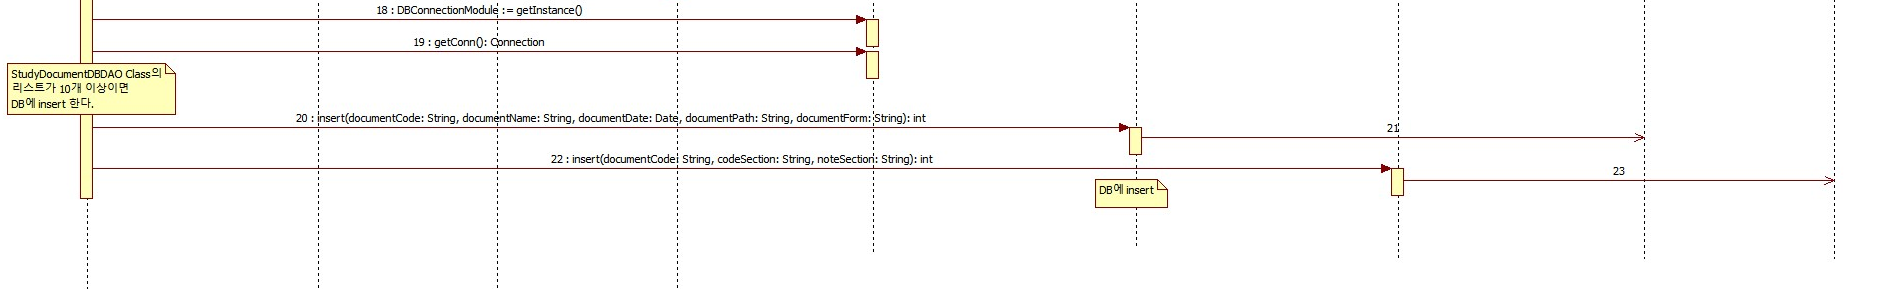 18 : DBConnectionModule := getInstance()
19 : getConn(): Connection
StudyDocumentDBDAO Class의
리스트가 10개 이상이면
DB에 insert 한다.
20 : insert(documentCode: String, documentName: String, documentDate: Date, documentPath: String, documentForm: String): int
21
22 : insert(documentCode: String, codeSection: String, noteSection: String): int
23
DB에 insert